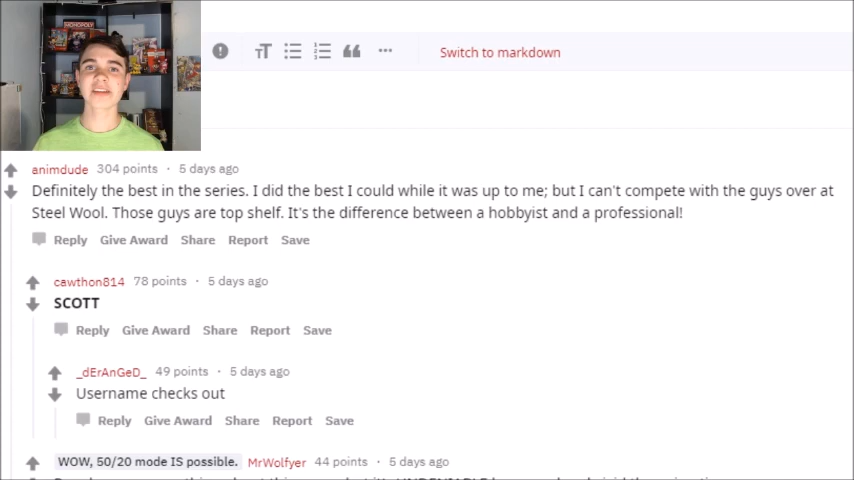 MONOPOLY
Switch to markdown
animdude 304 points · 5 days ago
Definitely the best in the series. I did the best I could while it was up to me; but I can't compete with the guys over at
Steel Wool. Those guys are top shelf. It's the difference between a hobbyist and a professional!
Reply Give Award Share Report Save
cawthon814 78 points · 5 days ago
SCOTT
Reply Give Award Share Report Save
_dErAnGeD_ 49 points · 5 days ago
Username checks out
Reply Give Award Share Report Save
WOW, 50/20 mode IS possible. MrWolfyer 44 points · 5 days ago